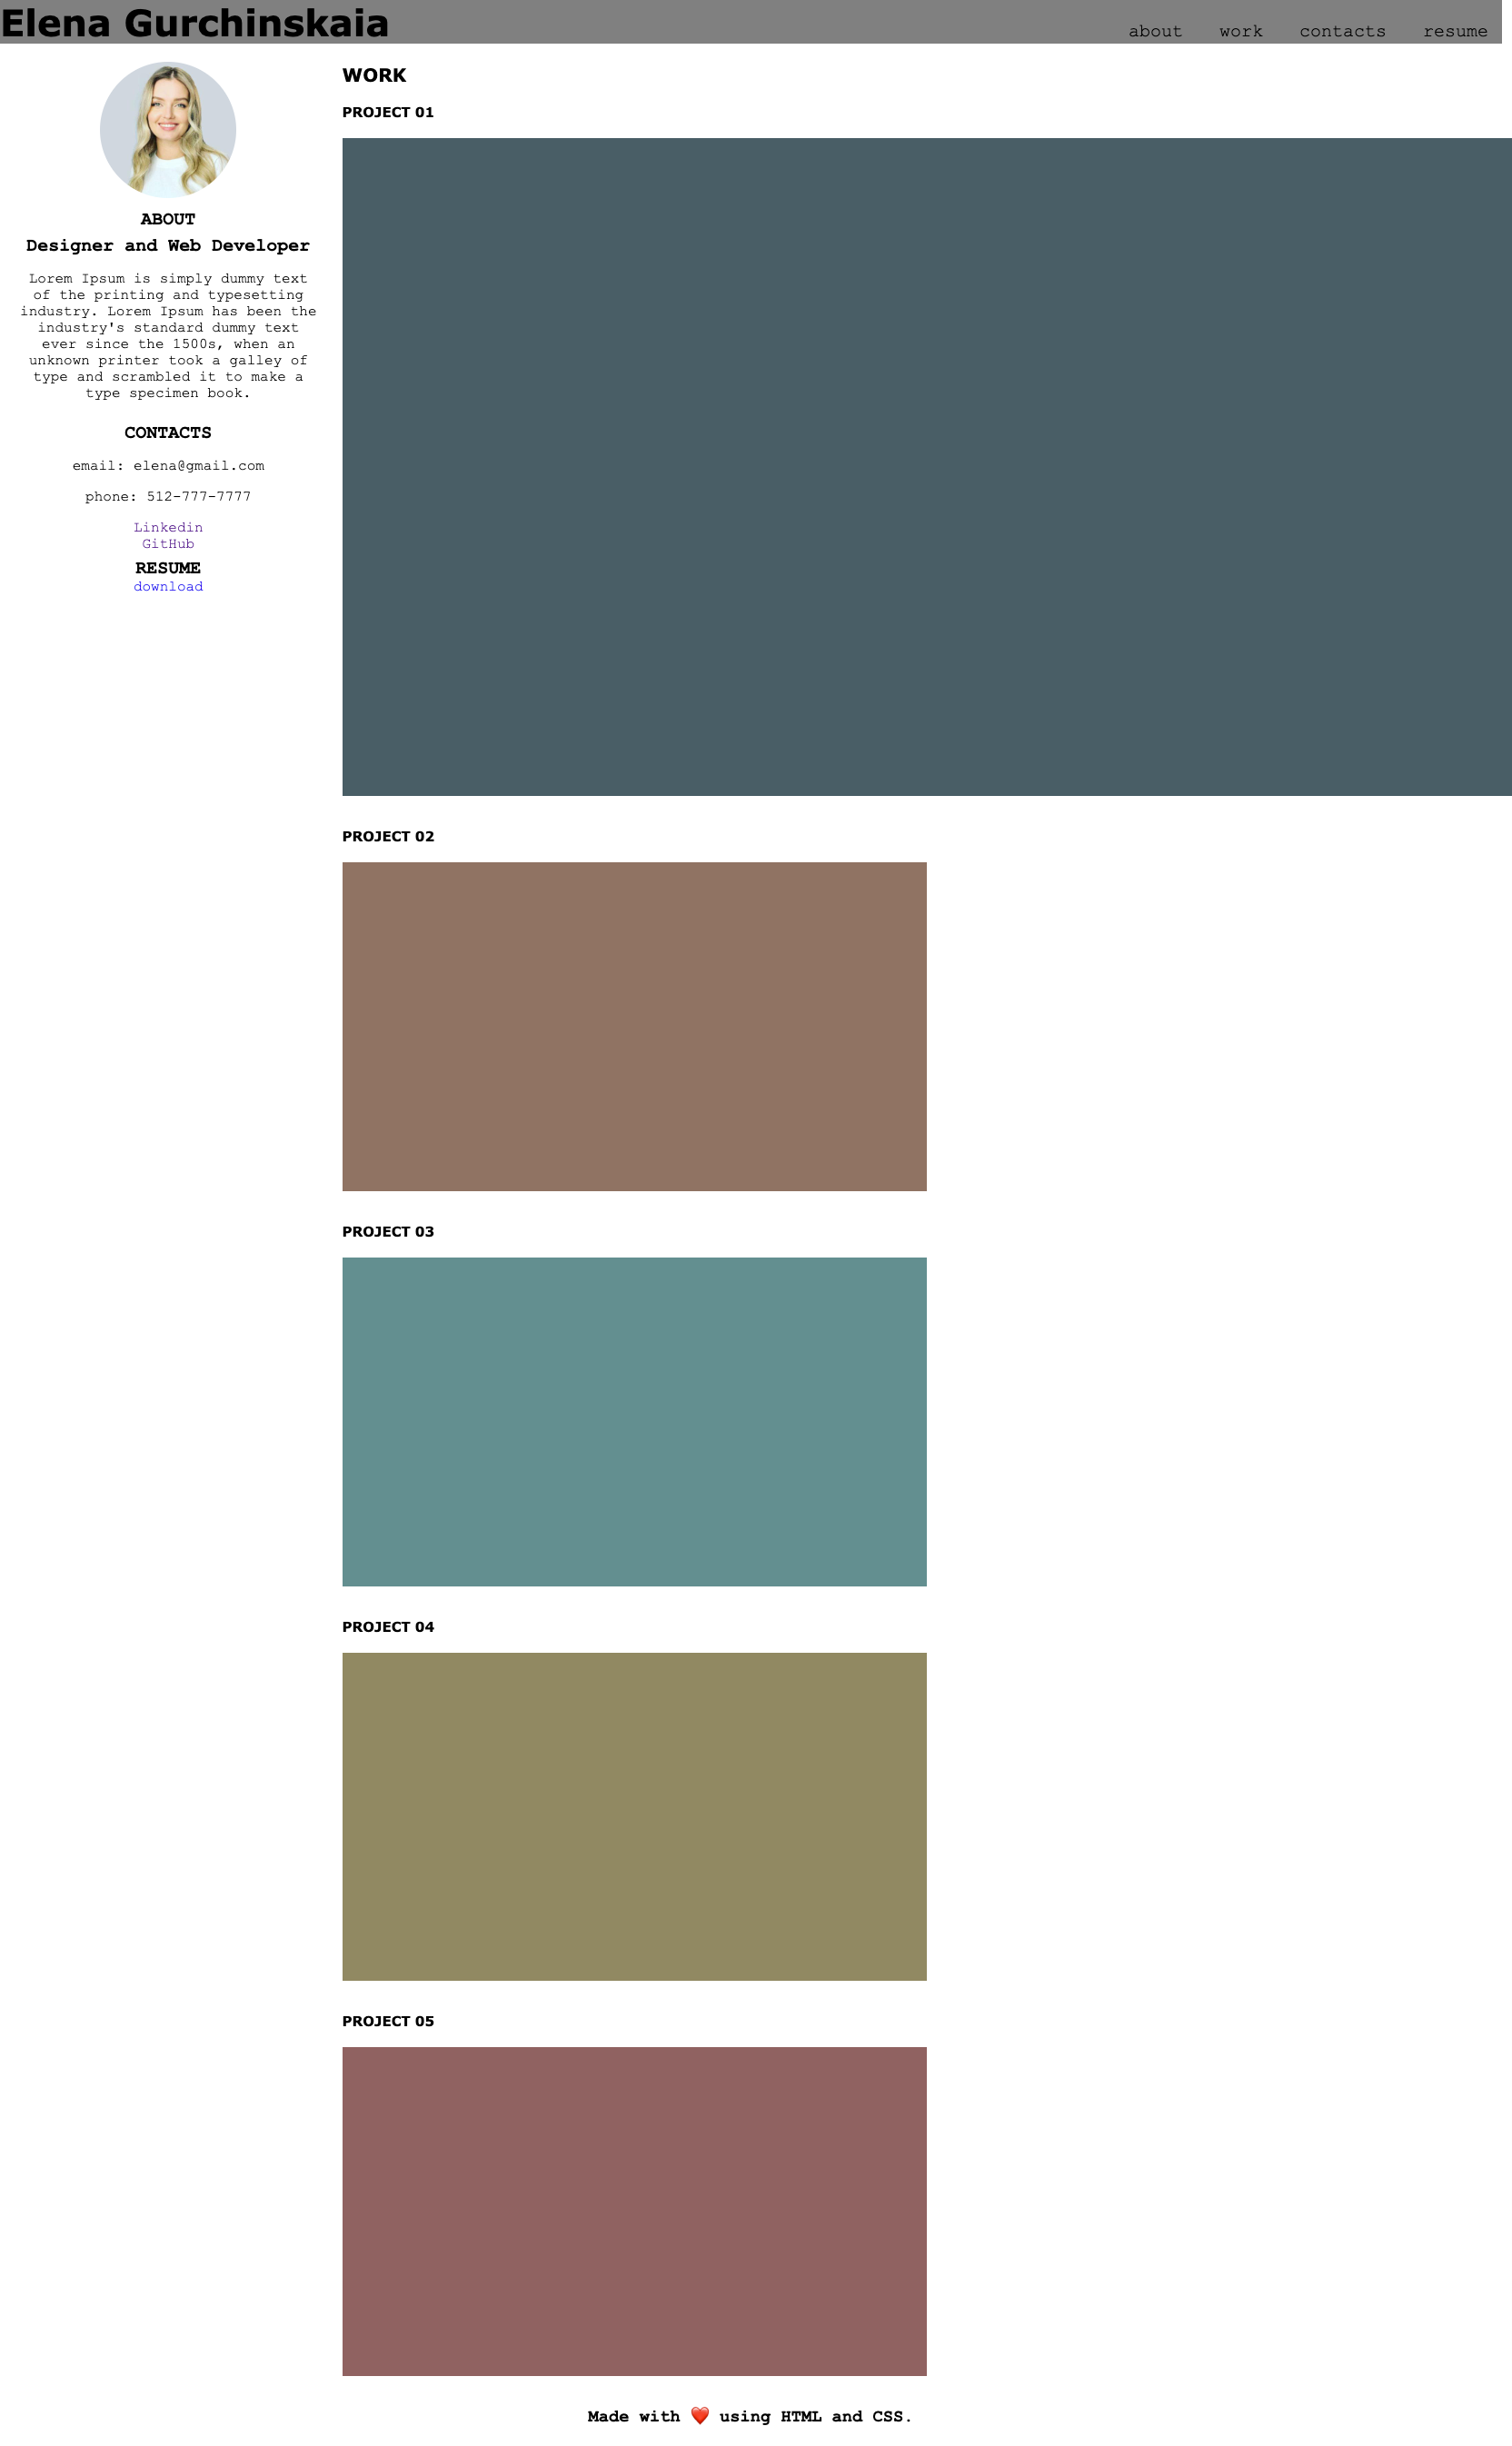 Elena Gurchinskaia
about work contacts resume
ABOUT
Designer and Web Developer
Lorem Ipsum is simply dummy text
of the printing and typesetting
industry. Lorem Ipsum has been the
industry's standard dummy text
ever since the 1500s, when an
unknown printer took a galley of
type and scrambled it to make a
type specimen book.
CONTACTS
email: elena@gmail.com
phone: 512-777-7777
Linkedin
GitHub
RESUME
download
WORK
PROJECT 01
PROJECT 02
PROJECT 03
PROJECT 04
PROJECT 05
Made with ❤️ using HTML and CSS.